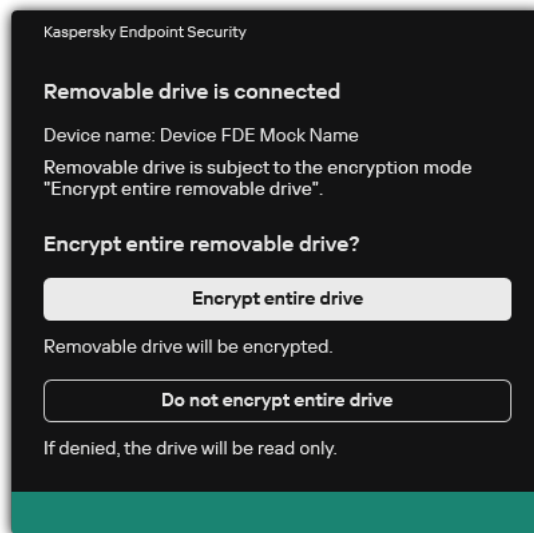 Kaspersky Endpoint Security
Removable drive is connected
Device name: Device FDE Mock Name
Removable drive is subject to the encryption mode
"Encrypt entire removable drive".
Encrypt entire removable drive?
Encrypt entire drive
Removable drive will be encrypted.
Do not encrypt entire drive
If denied, the drive will be read only.